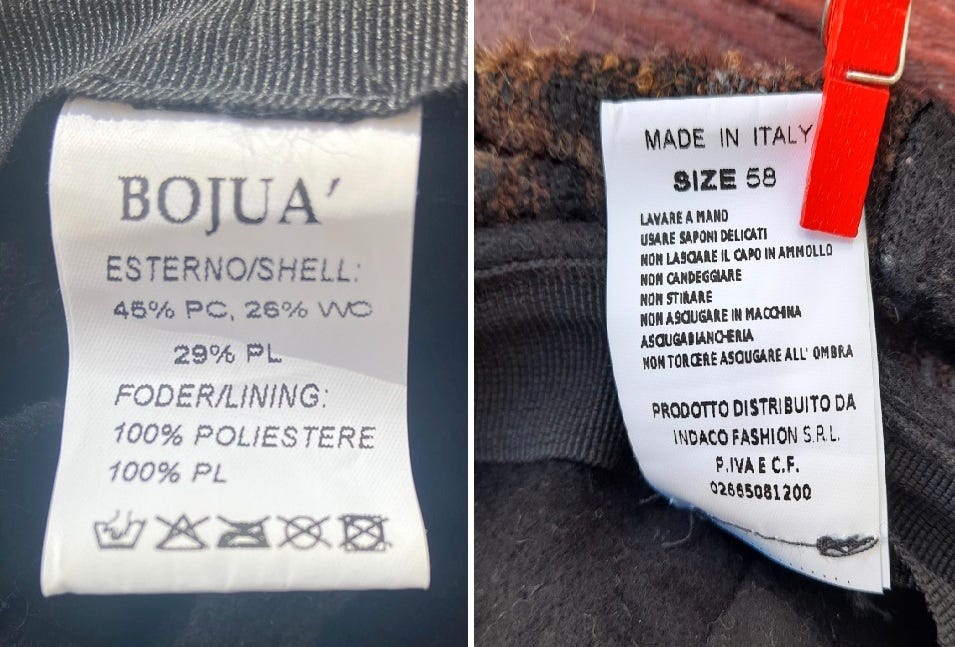 BOJUA'
ESTERNO/SHELL:
45% PC, 26% WO
29% PL
FODER/LINING:
100% POLIESTERE
100% PL
MADE IN ITALY
SIZE 58
LAVARE A MANO
USARE SAPONI DELICATI
NON LASCIARE IL CAPO IN AMMOLLO
NON CANDEGGIARE
NON STIRARE
NON ASCIUGARE IN MACCHINA
ASCIUGABIANCHERIA
NON TORCERE ASCIUGARE ALL' OMBRA
PRODOTTO DISTRIBUITO DA
INDACO FASHION S.R.L.
P.IVA E C.F.
02665081200